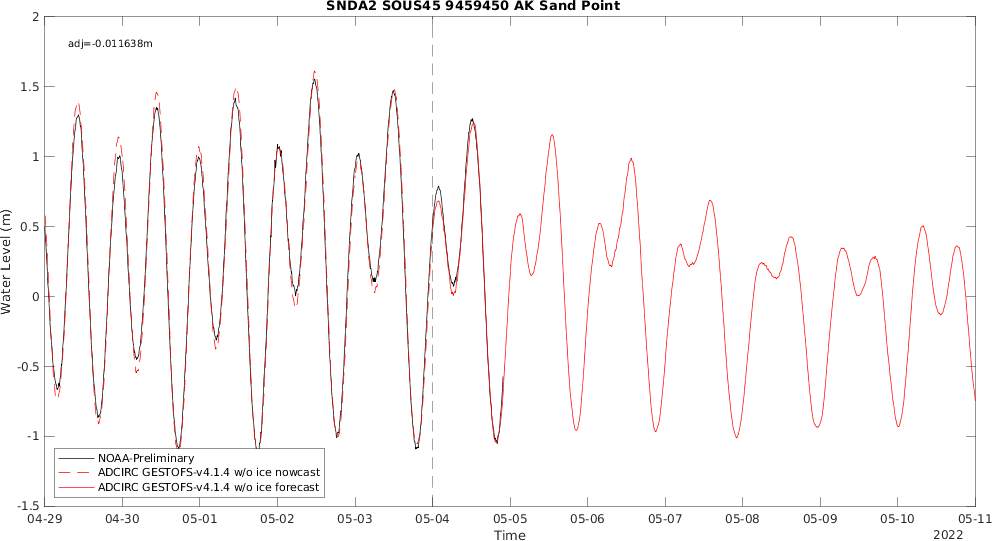 SNDA2 SOUS45 9459450 AK Sand Point
adj=-0.011638m
Water Level (m)
2
1.5
1
0.5
0
-0.5
-1
-1.5
NOAA-Preliminary
ADCIRC GESTOFS-v4.1.4 w/o ice nowcast
ADCIRC GESTOFS-v4.1.4 w/o ice forecast
04-29 04-30 05-01 05-02 05-03 05-04 05-05 05-06 05-07 05-08 05-09 05-10 05-11
Time
2022